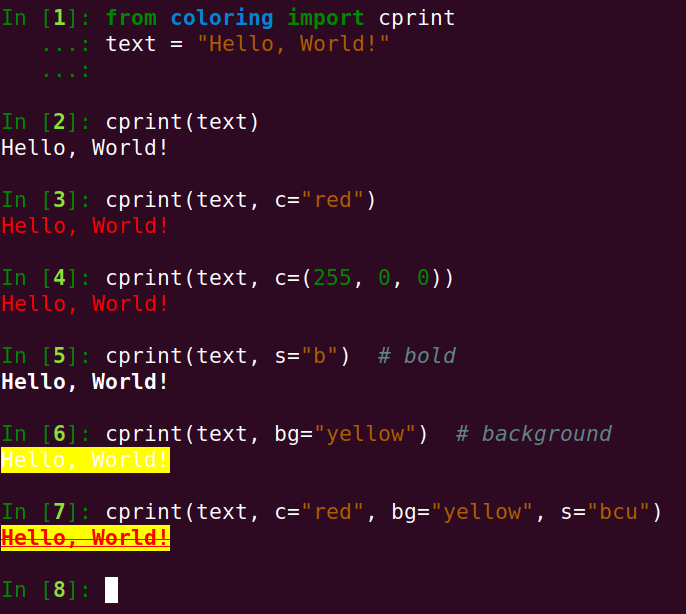 In [1]: from coloring import cprint
   ...: text = "Hello, World!"
   ...:
In [2]: cprint(text)
Hello, World!
In [3]: cprint(text, c="red")
Hello, World!
In [4]: cprint(text, c=(255, 0, 0))
Hello, World!
In [5]: cprint(text, s="b")  # bold
Hello, World!
In [6]: cprint(text, bg="yellow")  # background
Hello, World!
In [7]: cprint(text, c="red", bg="yellow", s="bcu")
Hello, World!
In [8]: